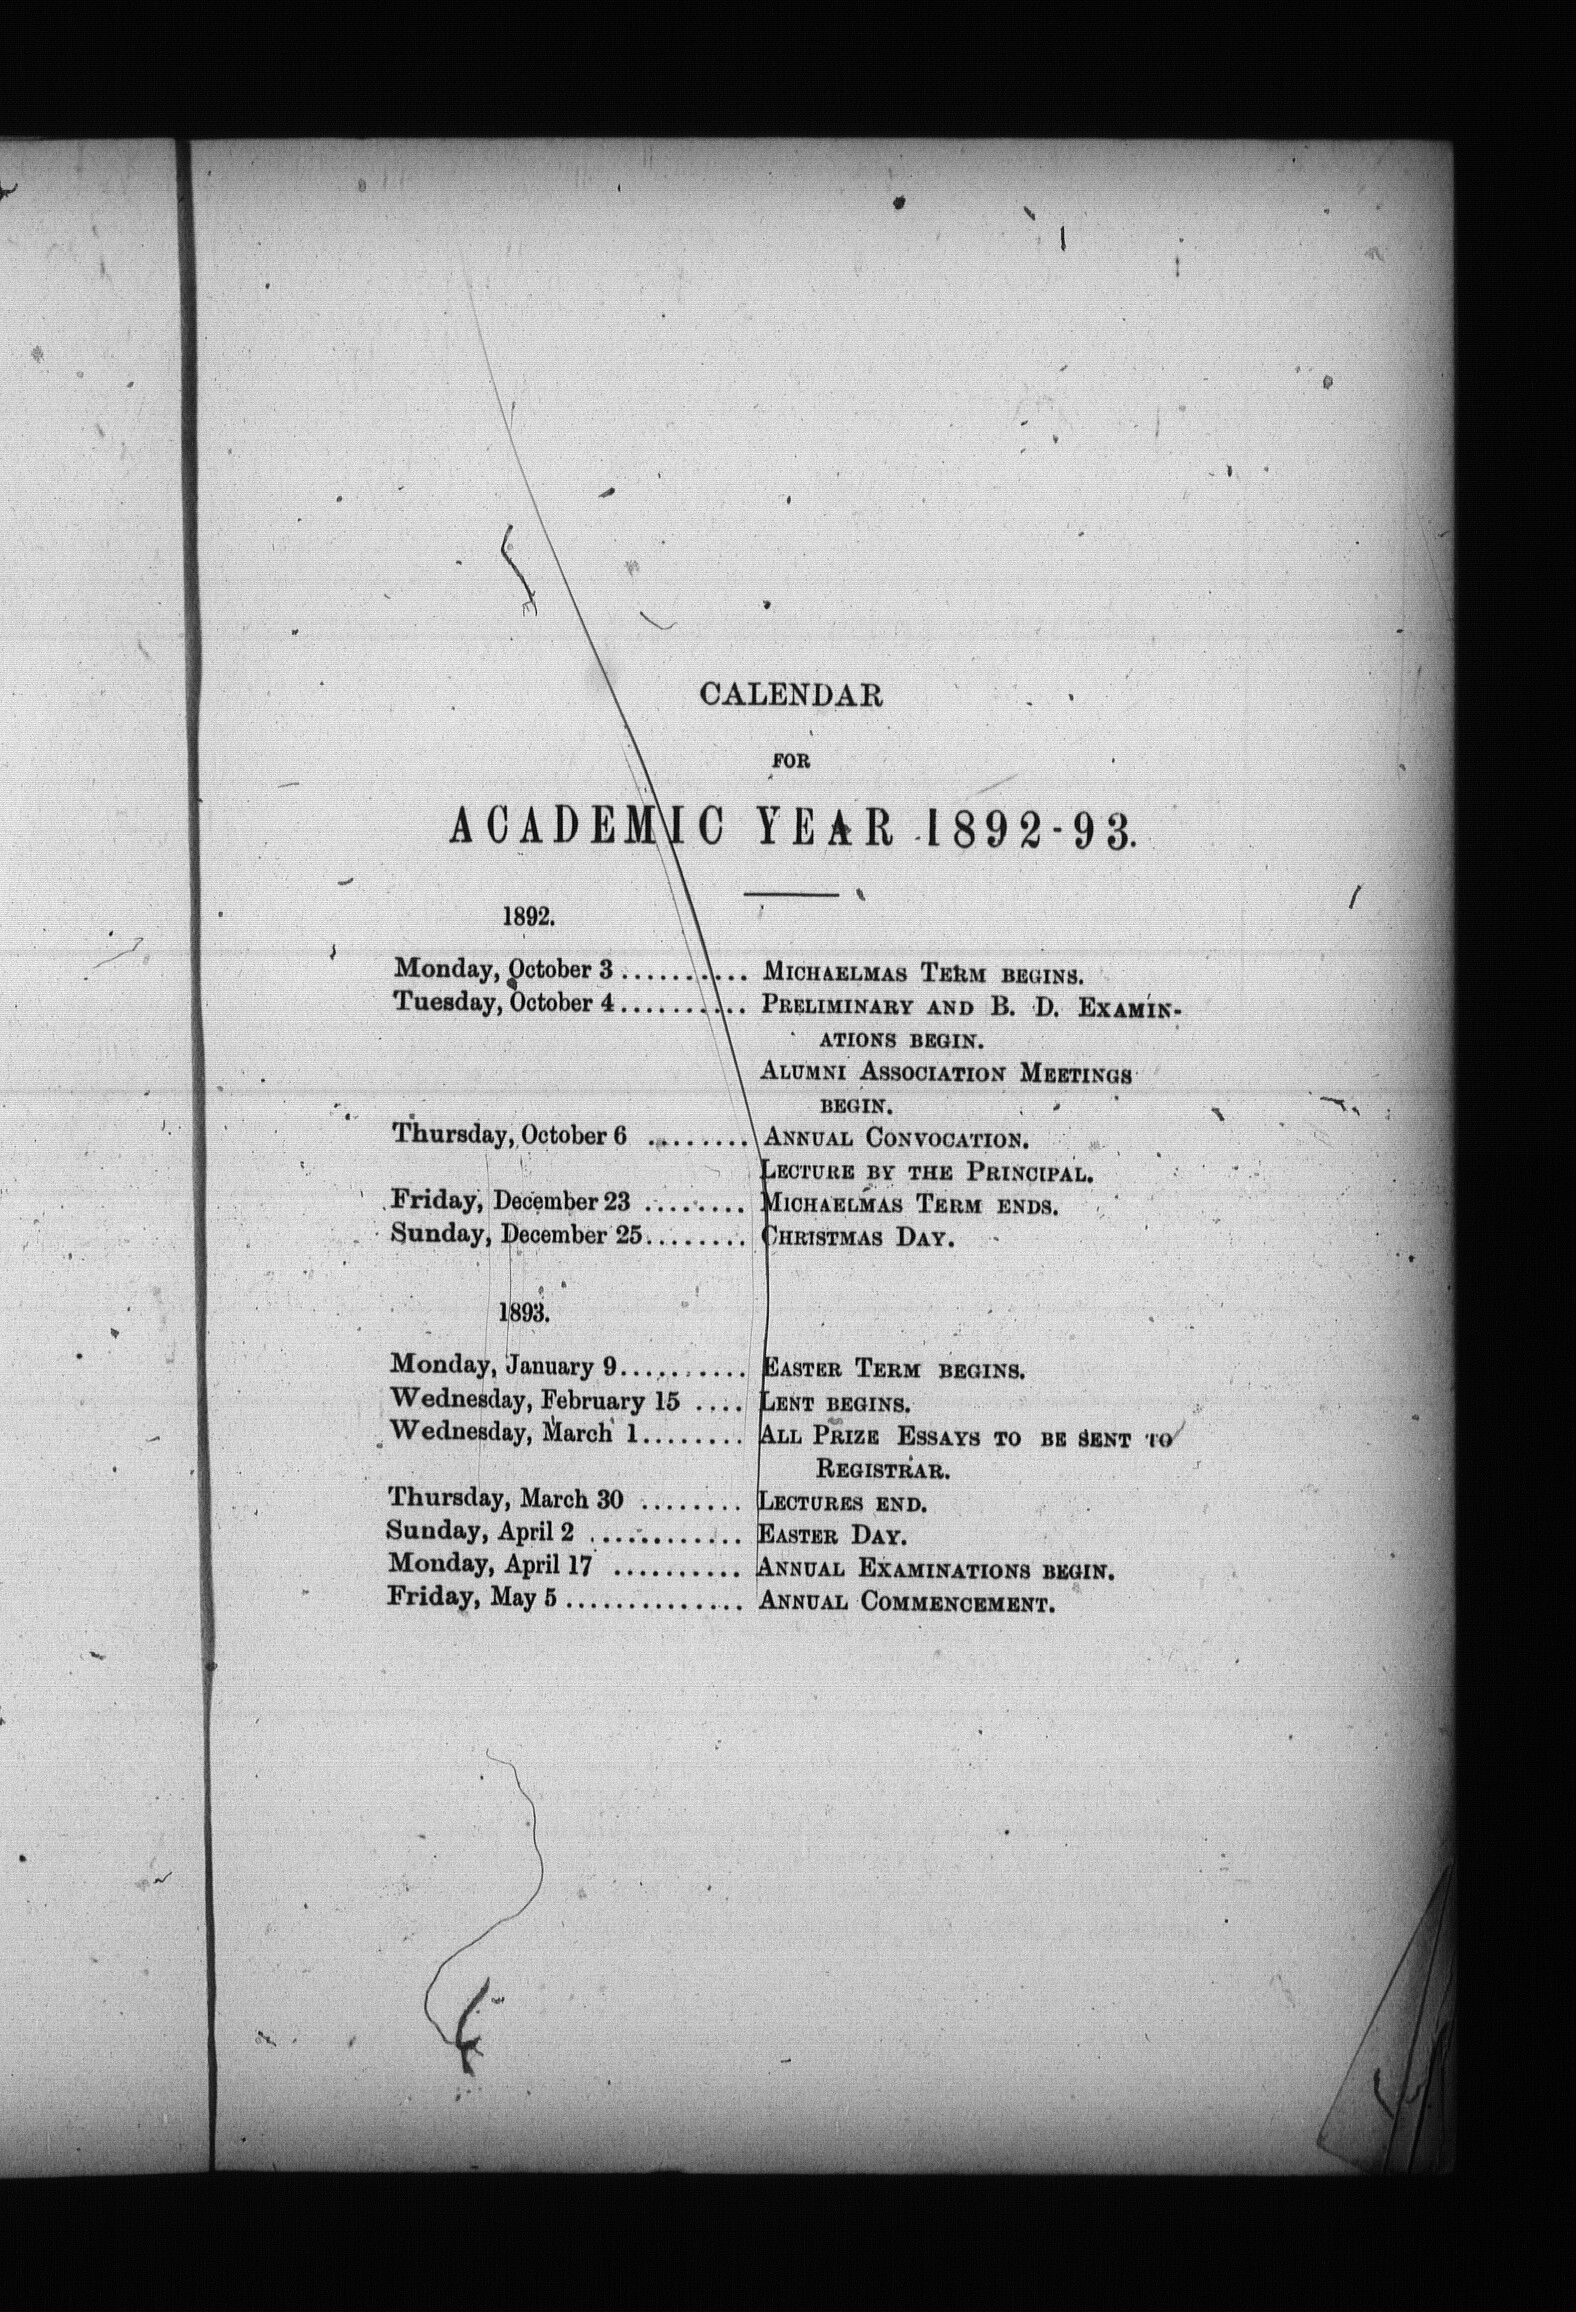 CALENDAR
FOR
ACADEMIC YEAR 1892-93.
1892.
Monday, October 3 .......... MICHAELMAS TERM BEGINS.
Tuesday, October 4 .......... PRELIMINARY AND B. D. EXAMIN-
ATIONS BEGIN.
ALUMNI ASSOCIATION MEETINGS
BEGIN.
Thursday, October 6 ........ ANNUAL CONVOCATION.
LECTURE BY THE PRINCIPAL.
Friday, December 23 ........ MICHAELMAS TERM ENDS.
Sunday, December 25........ CHRISTMAS DAY.
1893.
Monday, January 9.......... EASTER TERM BEGINS.
Wednesday, February 15 .... LENT BEGINS.
Wednesday, March 1........ ALL PRIZE ESSAYS TO BE SENT TO
REGISTRAR.
Thursday, March 30 ........ LECTURES END.
Sunday, April 2 ............ EASTER DAY.
Monday, April 17 .......... ANNUAL EXAMINATIONS BEGIN.
Friday, May 5 .............. ANNUAL COMMENCEMENT.